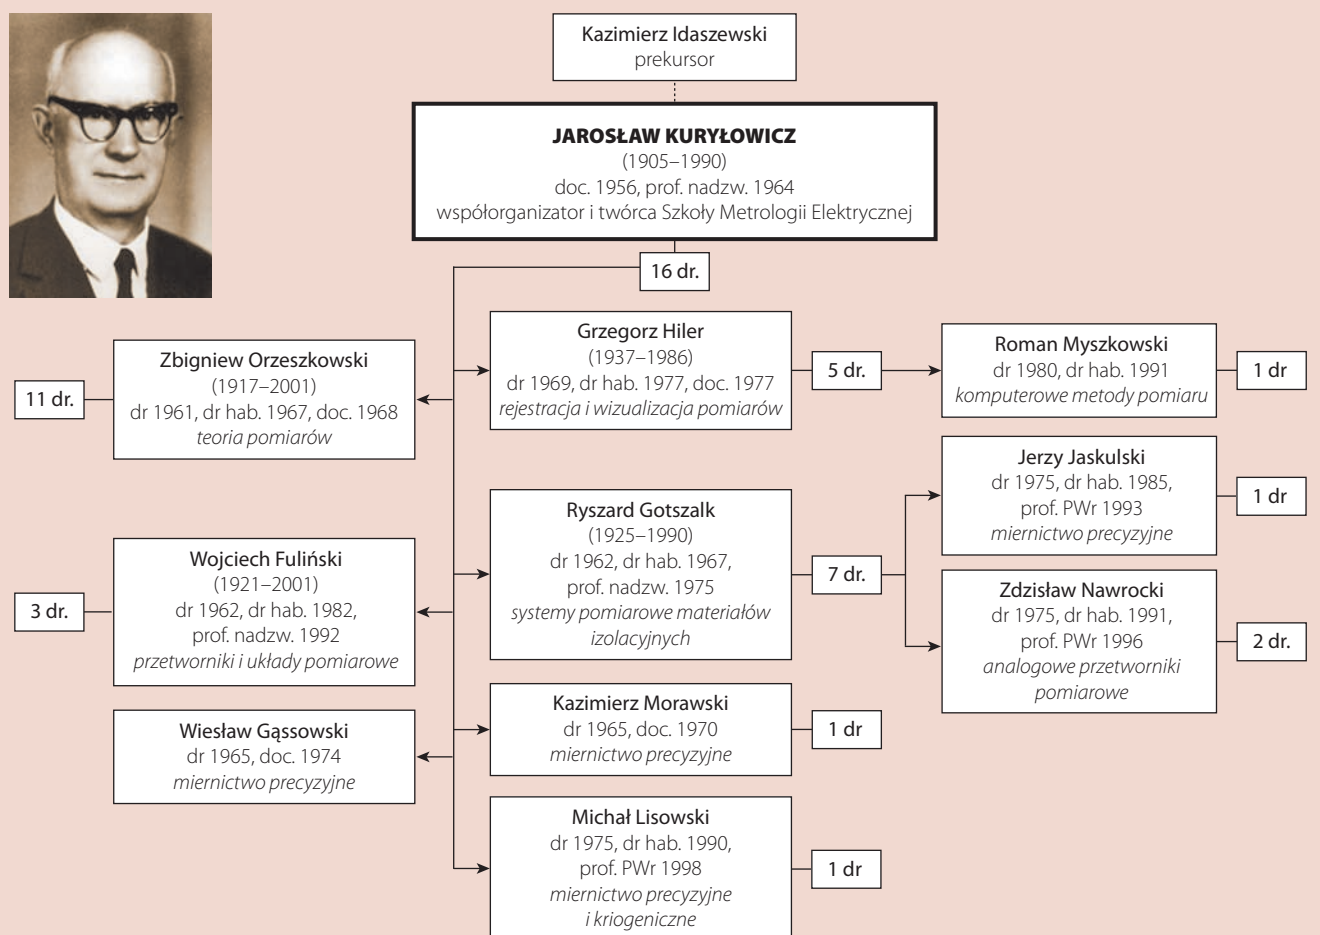 Kazimierz Idaszewski
prekursor
JAROSŁAW KURYŁOWICZ
(1905–1990)
doc. 1956, prof. nadzw. 1964
współorganizator i twórca Szkoły Metrologii Elektrycznej
16 dr.
Zbigniew Orzeszkowski
(1917–2001)
dr 1961, dr hab. 1967, doc. 1968
teoria pomiarów
11 dr.
Wojciech Fuliński
(1921–2001)
dr 1962, dr hab. 1982,
prof. nadzw. 1992
przetworniki i układy pomiarowe
3 dr.
Wiesław Gąssowski
dr 1965, doc. 1974
miernictwo precyzyjne
Grzegorz Hiler
(1937–1986)
dr 1969, dr hab. 1977, doc. 1977
rejestracja i wizualizacja pomiarów
5 dr.
Roman Myszkowski
dr 1980, dr hab. 1991
komputerowe metody pomiaru
1 dr
Ryszard Gotszalk
(1925–1990)
dr 1962, dr hab. 1967,
prof. nadzw. 1975
systemy pomiarowe materiałów
izolacyjnych
7 dr.
Jerzy Jaskulski
dr 1975, dr hab. 1985,
prof. PWr 1993
miernictwo precyzyjne
1 dr
Zdzisław Nawrocki
dr 1975, dr hab. 1991,
prof. PWr 1996
analogowe przetworniki
pomiarowe
2 dr.
Kazimierz Morawski
dr 1965, doc. 1970
miernictwo precyzyjne
1 dr
Michał Lisowski
dr 1975, dr hab. 1990,
prof. PWr 1998
miernictwo precyzyjne
i kriogeniczne
1 dr